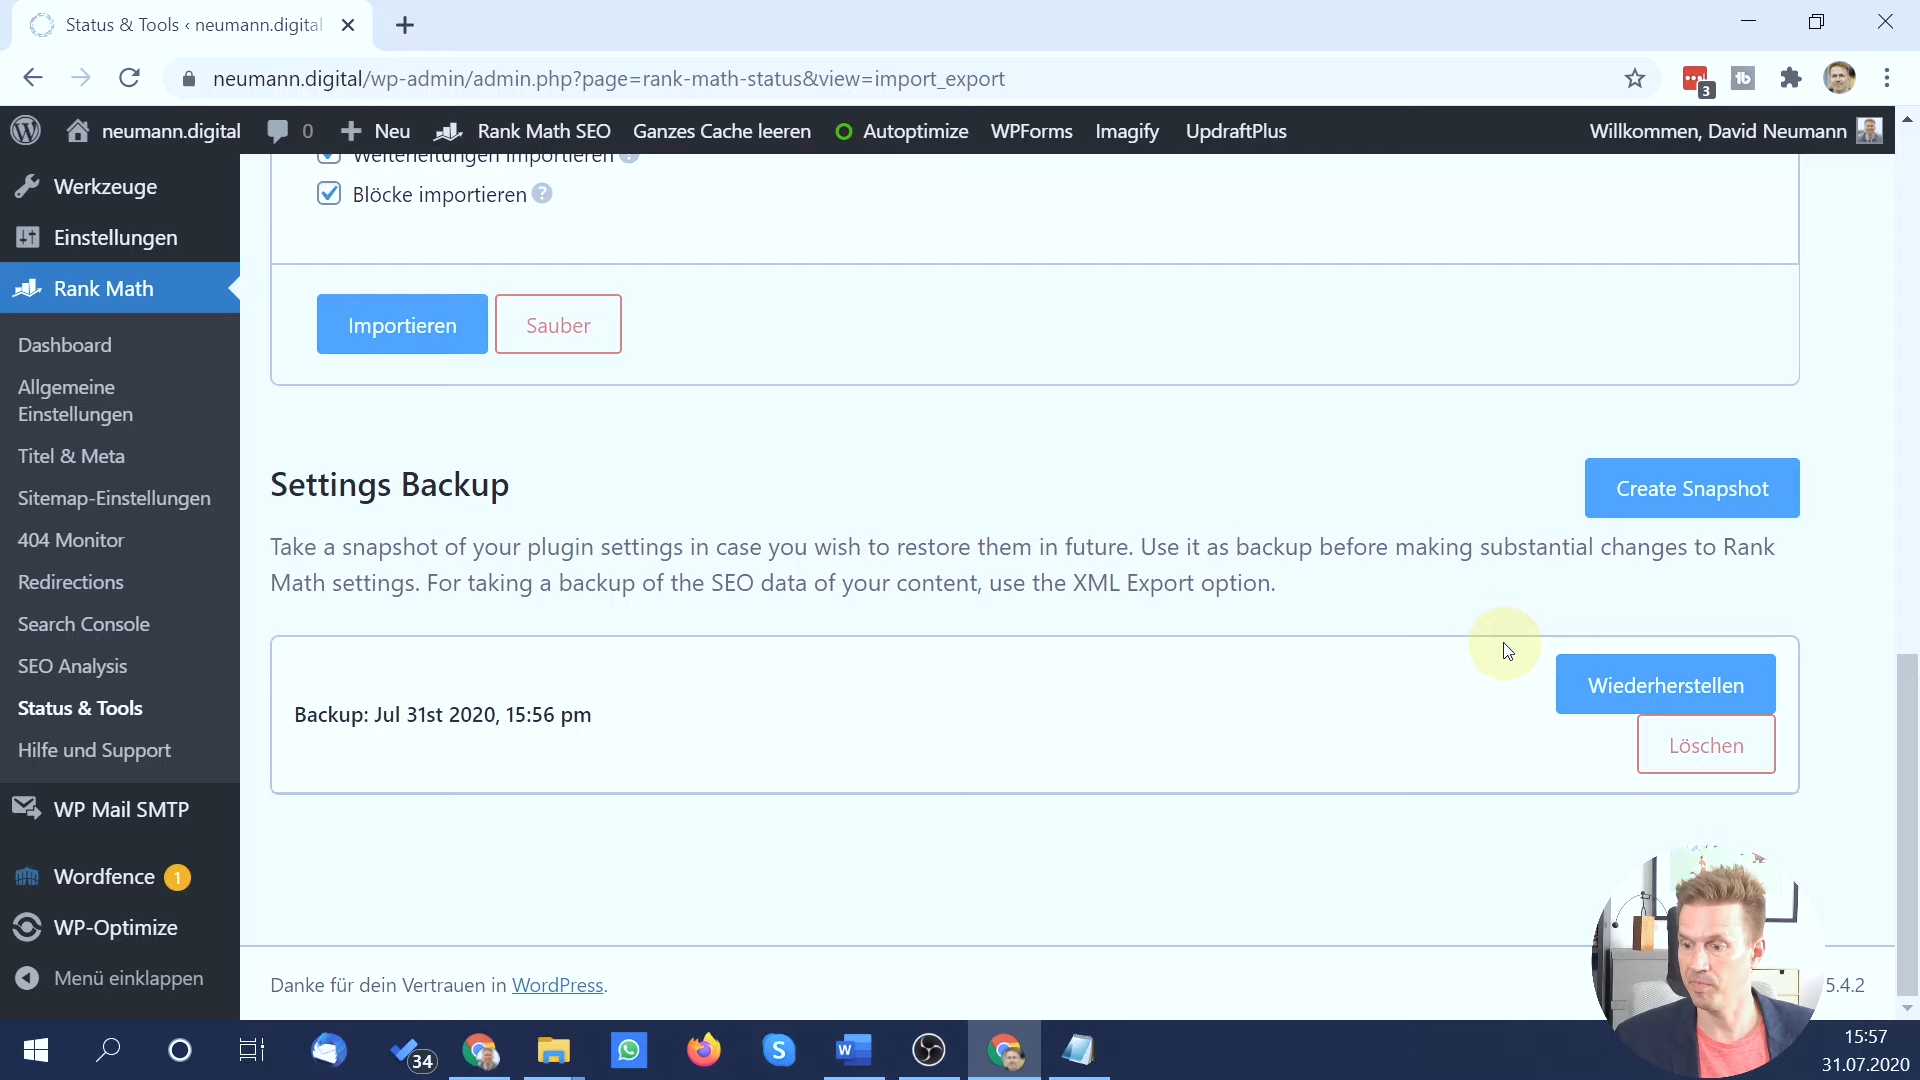 Status & Tools ‹ neumann.digital
neumann.digital/wp-admin/admin.php?page=rank-math-status&view=import_export
3
neumann.digital
0
Neu
Rank Math SEO
Ganzes Cache leeren
Autoptimize
WPForms
Imagify
UpdraftPlus
Willkommen, David Neumann
Werkzeuge
Einstellungen
Rank Math
Dashboard
Allgemeine
Einstellungen
Titel & Meta
Sitemap-Einstellungen
404 Monitor
Redirections
Search Console
SEO Analysis
Status & Tools
Hilfe und Support
WP Mail SMTP
Wordfence 1
WP-Optimize
Menü einklappen
Weiterleitungen importieren
Blöcke importieren ?
Importieren
Sauber
Settings Backup
Create Snapshot
Take a snapshot of your plugin settings in case you wish to restore them in future. Use it as backup before making substantial changes to Rank
Math settings. For taking a backup of the SEO data of your content, use the XML Export option.
Backup: Jul 31st 2020, 15:56 pm
Wiederherstellen
Löschen
Danke für dein Vertrauen in WordPress.
5.4.2
34
15:57
31.07.2020